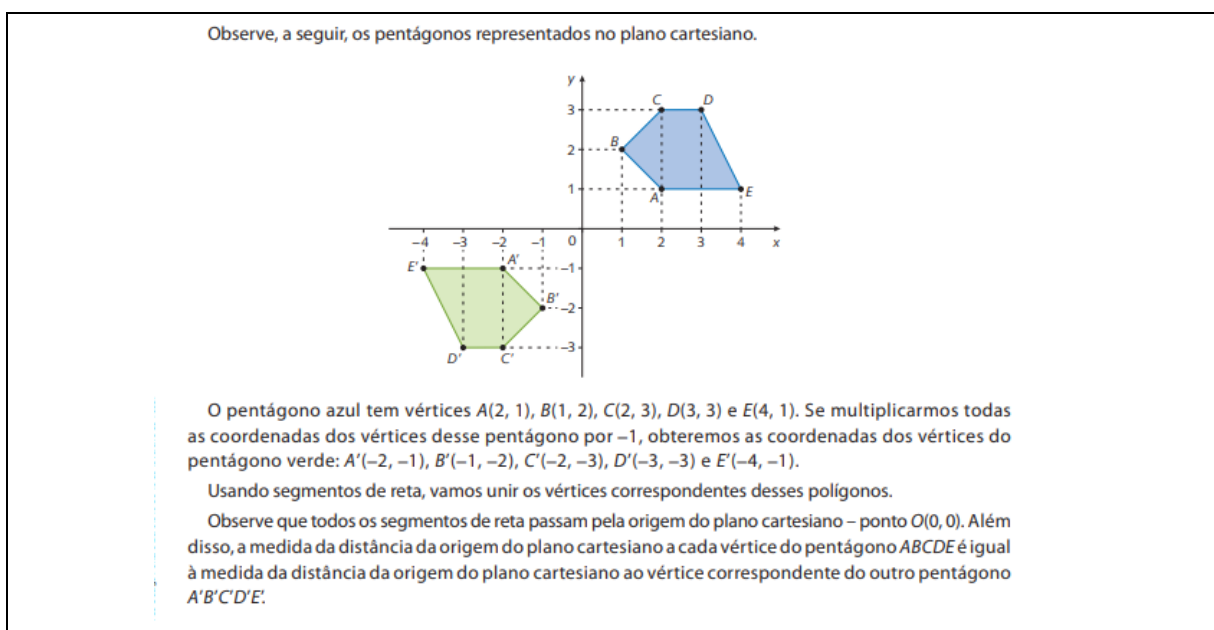 Observe, a seguir, os pentágonos representados no plano cartesiano.
y
C D
3
B
2
1
A E
–4 –3 –2 –1 0 1 2 3 4 x
E' A' –1
B' –2
–3
D' C'
O pentágono azul tem vértices A(2, 1), B(1, 2), C(2, 3), D(3, 3) e E(4, 1). Se multiplicarmos todas
as coordenadas dos vértices desse pentágono por –1, obteremos as coordenadas dos vértices do
pentágono verde: A'(–2, –1), B'(–1, –2), C'(–2, –3), D'(–3, –3) e E'(–4, –1).
Usando segmentos de reta, vamos unir os vértices correspondentes desses polígonos.
Observe que todos os segmentos de reta passam pela origem do plano cartesiano – ponto O(0, 0). Além
disso, a medida da distância da origem do plano cartesiano a cada vértice do pentágono ABCDE é igual
à medida da distância da origem do plano cartesiano ao vértice correspondente do outro pentágono
A'B'C'D'E'.